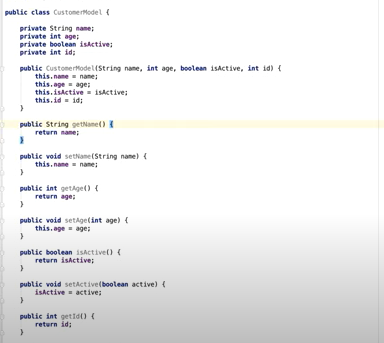 public class CustomerModel {
private String name;
private int age;
private boolean isActive;
private int id;
public CustomerModel(String name, int age, boolean isActive, int id) {
this.name = name;
this.age = age;
this.isActive = isActive;
this.id = id;
}
public String getName() {
return name;
}
public void setName(String name) {
this.name = name;
}
public int getAge() {
return age;
}
public void setAge(int age) {
this.age = age;
}
public boolean isActive() {
return isActive;
}
public void setActive(boolean active) {
isActive = active;
}
public int getId() {
return id;
}